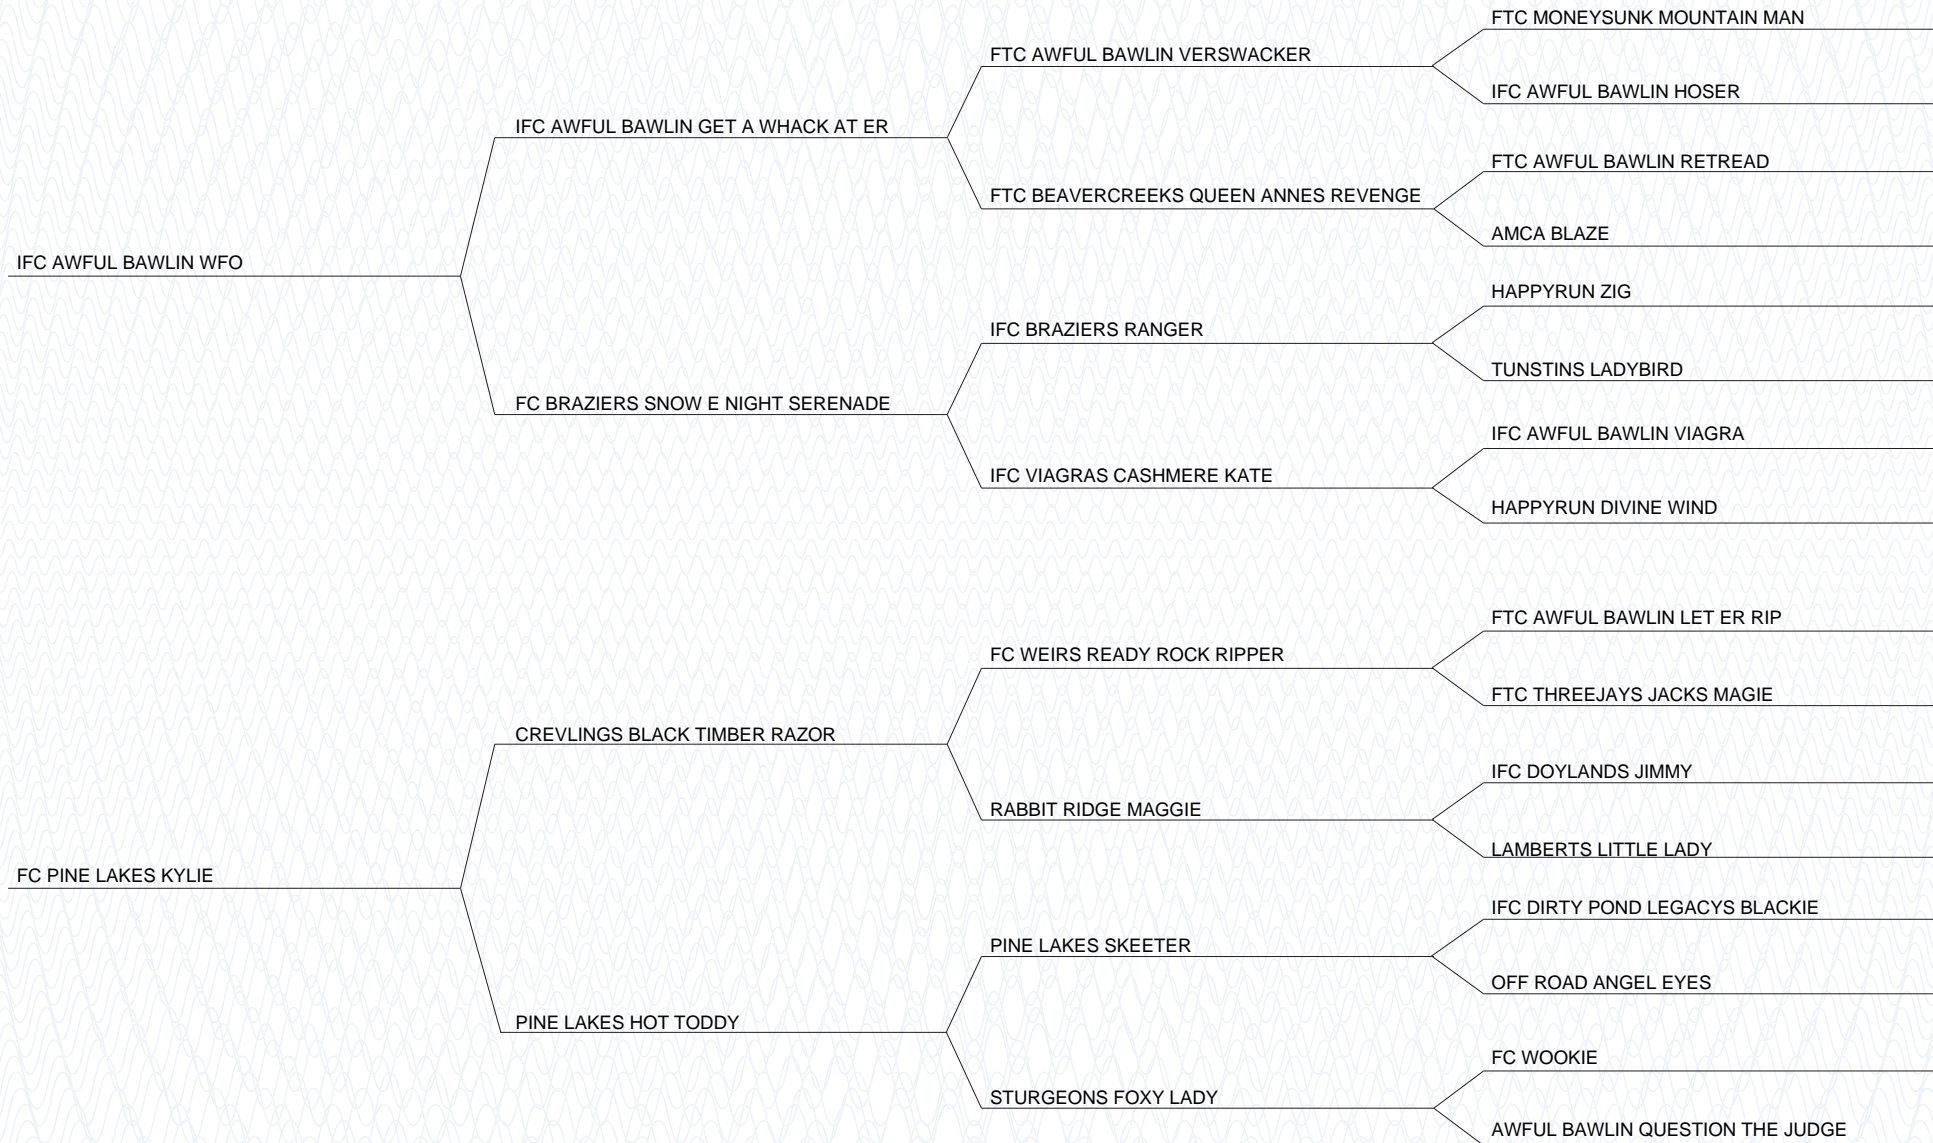 FTC MONEYSUNK MOUNTAIN MAN
FTC AWFUL BAWLIN VERSWACKER
IFC AWFUL BAWLIN HOSER
IFC AWFUL BAWLIN GET A WHACK AT ER
FTC AWFUL BAWLIN RETREAD
FTC BEAVERCREEKS QUEEN ANNES REVENGE
AMCA BLAZE
IFC AWFUL BAWLIN WFO
HAPPYRUN ZIG
IFC BRAZIERS RANGER
TUNSTINS LADYBIRD
FC BRAZIERS SNOW E NIGHT SERENADE
IFC AWFUL BAWLIN VIAGRA
IFC VIAGRAS CASHMERE KATE
HAPPYRUN DIVINE WIND
FTC AWFUL BAWLIN LET ER RIP
FC WEIRS READY ROCK RIPPER
FTC THREEJAYS JACKS MAGIE
CREVLINGS BLACK TIMBER RAZOR
IFC DOYLANDS JIMMY
RABBIT RIDGE MAGGIE
LAMBERTS LITTLE LADY
FC PINE LAKES KYLIE
IFC DIRTY POND LEGACYS BLACKIE
PINE LAKES SKEETER
OFF ROAD ANGEL EYES
PINE LAKES HOT TODDY
FC WOOKIE
STURGEONS FOXY LADY
AWFUL BAWLIN QUESTION THE JUDGE